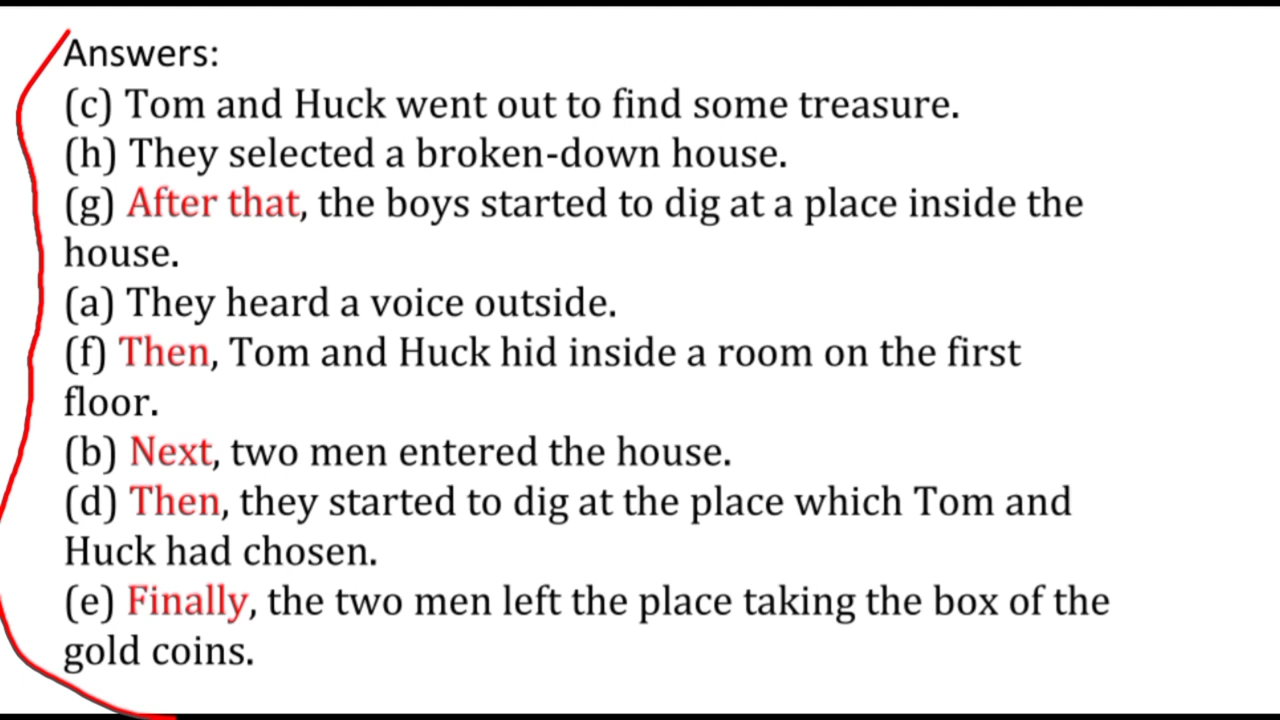 Answers:
(c) Tom and Huck went out to find some treasure.
(h) They selected a broken-down house.
(g) After that, the boys started to dig at a place inside the
house.
(a) They heard a voice outside.
(f) Then, Tom and Huck hid inside a room on the first
floor.
(b) Next, two men entered the house.
(d) Then, they started to dig at the place which Tom and
Huck had chosen.
(e) Finally, the two men left the place taking the box of the
gold coins.